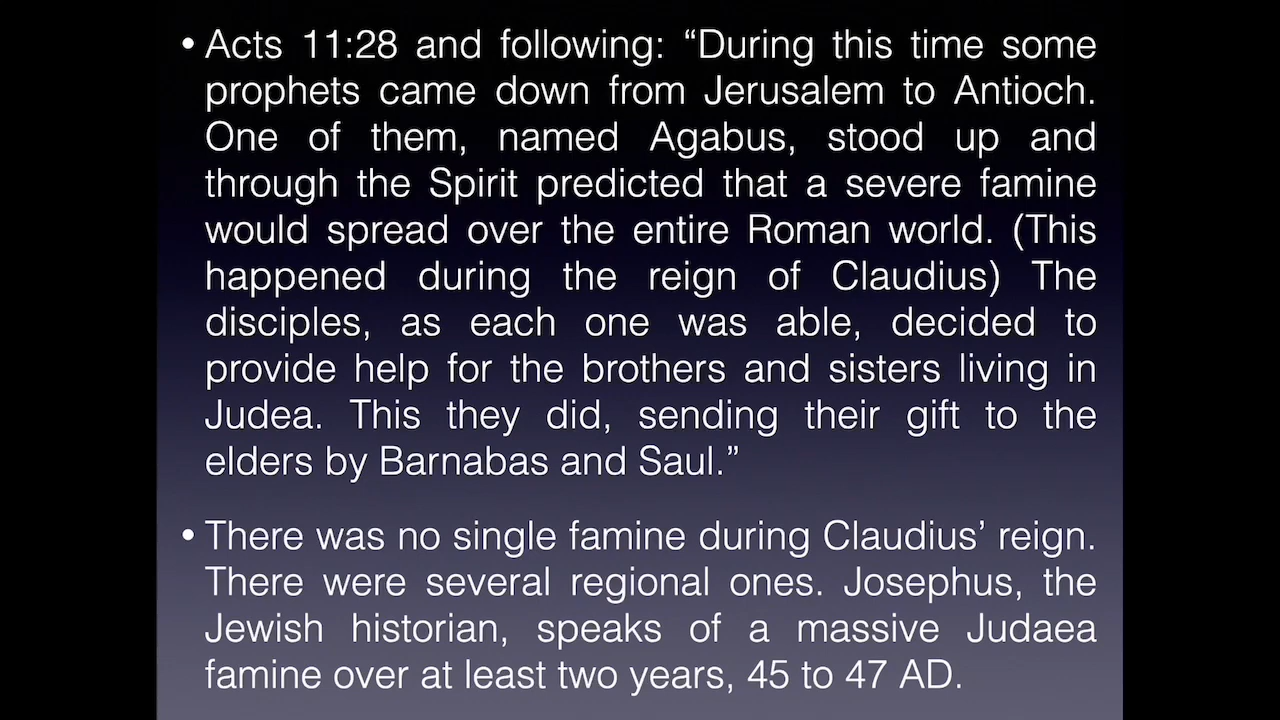 • Acts 11:28 and following: “During this time some
prophets came down from Jerusalem to Antioch.
One of them, named Agabus, stood up and
through the Spirit predicted that a severe famine
would spread over the entire Roman world. (This
happened during the reign of Claudius) The
disciples, as each one was able, decided to
provide help for the brothers and sisters living in
Judea. This they did, sending their gift to the
elders by Barnabas and Saul.”
• There was no single famine during Claudius’ reign.
There were several regional ones. Josephus, the
Jewish historian, speaks of a massive Judaea
famine over at least two years, 45 to 47 AD.